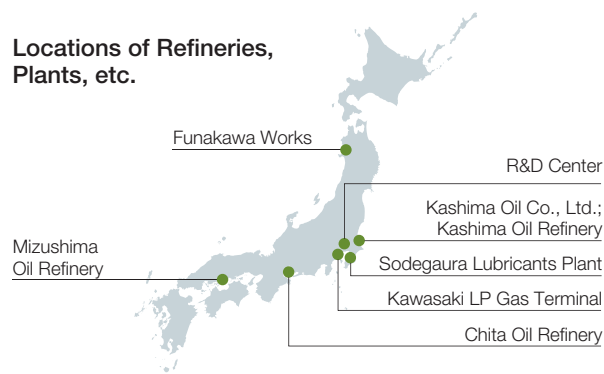 Locations of Refineries,
Plants, etc.
Funakawa Works
R&D Center
Kashima Oil Co., Ltd.;
Kashima Oil Refinery
Mizushima
Oil Refinery
Sodegaura Lubricants Plant
Kawasaki LP Gas Terminal
Chita Oil Refinery